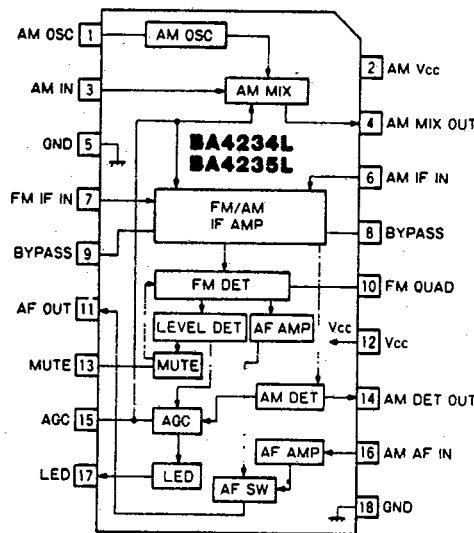 AM OSC 1 AM OSC
2 AM Vcc
AM IN 3 AM MIX
4 AM MIX OUT
GND 5 BA4234L
BA4235L
6 AM IF IN
FM IF IN 7 FM/AM
IF AMP
8 BYPASS
BYPASS 9
FM DET 10 FM QUAD
AF OUT 11
LEVEL DET AF AMP
Vcc 12 Vcc
MUTE 13 MUTE
AM DET 14 AM DET OUT
AGC 15 AGC
AF AMP 16 AM AF IN
LED 17 LED
AF SW
18 GND